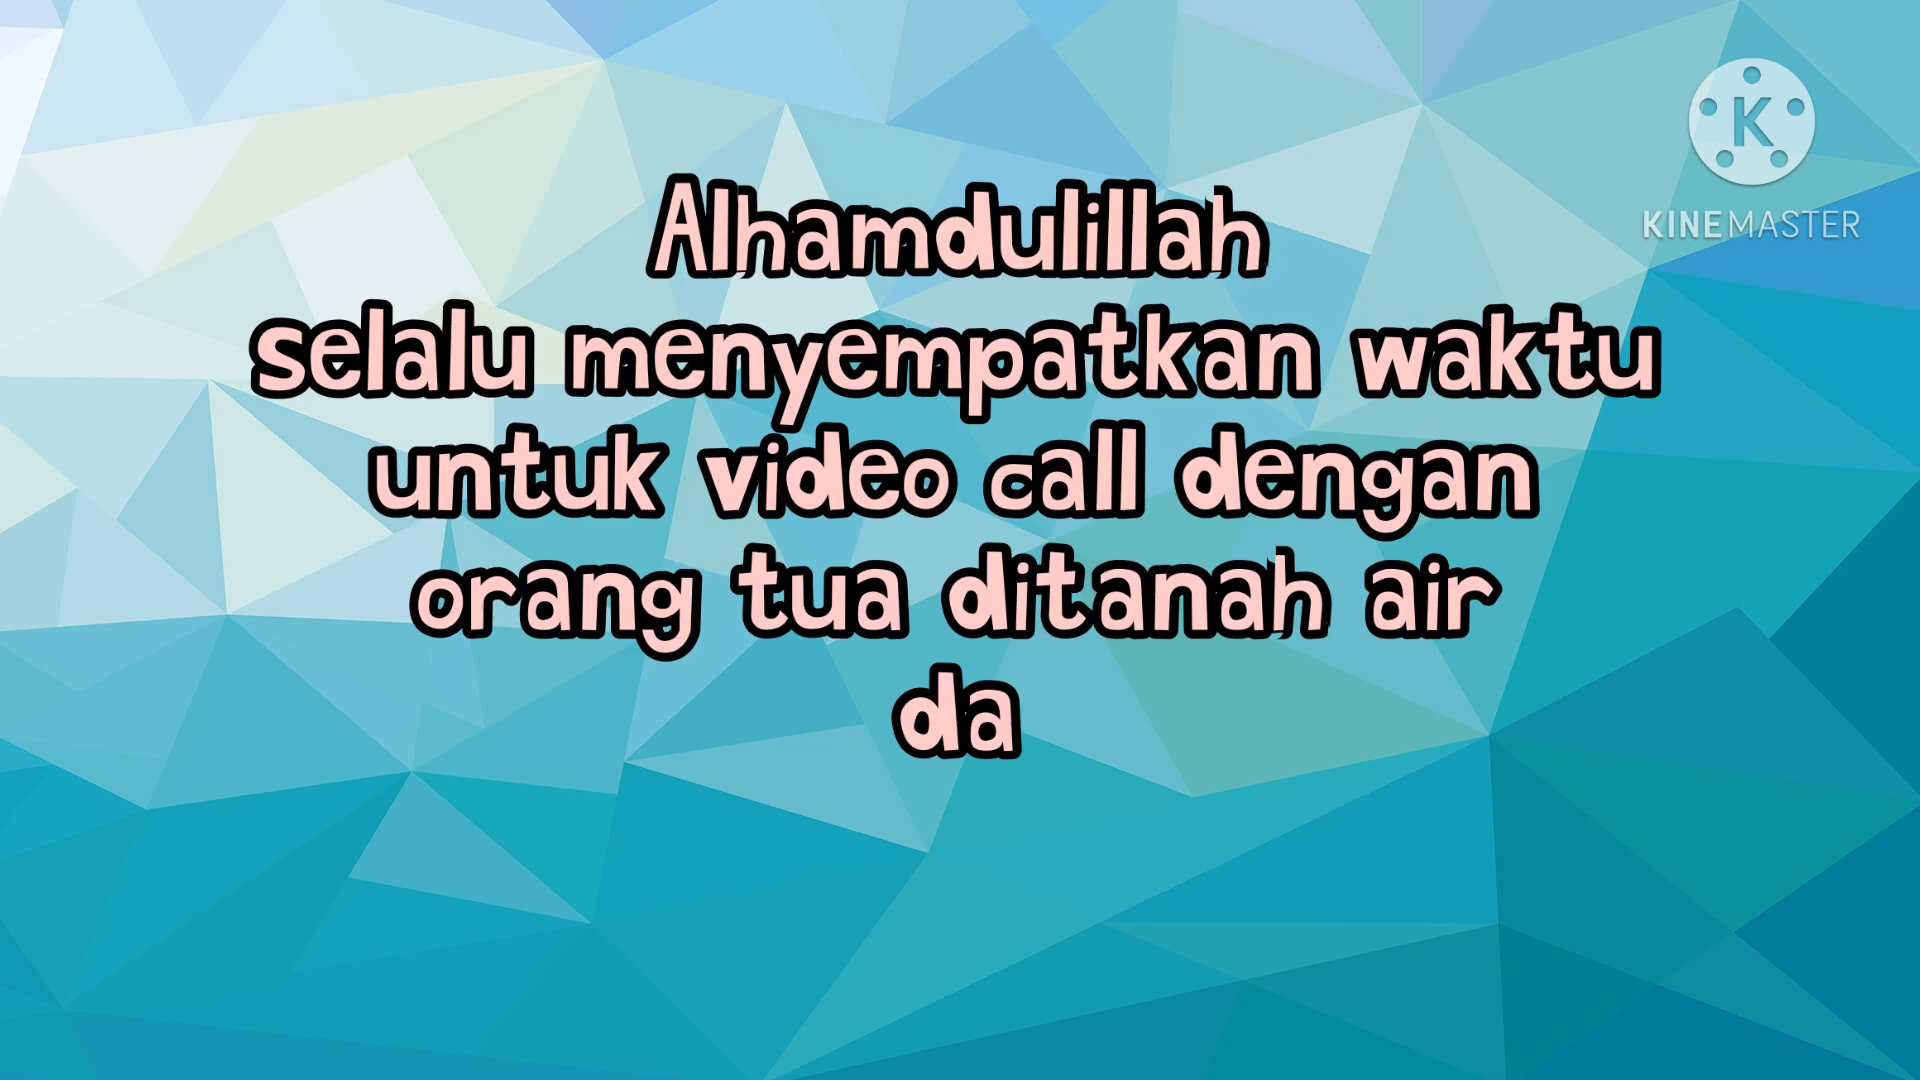 KINEMASTER
Alhamdulillah
selalu menyempatkan waktu
untuk video call dengan
orang tua ditanah air
da